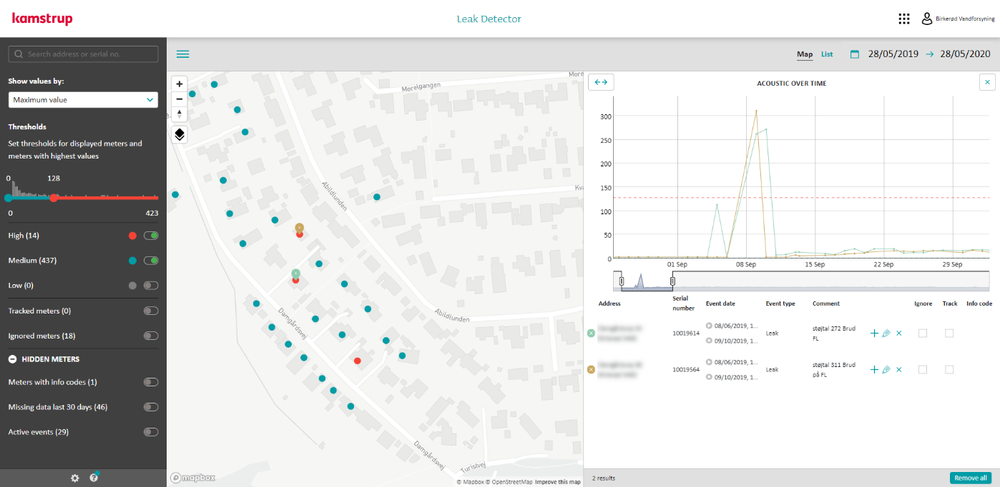 kamstrup
Leak Detector
Birkerød Vandforsyning
Search address or serial no.
Map List 28/05/2019 → 28/05/2020
Show values by:
Maximum value
Thresholds
Set thresholds for displayed meters and
meters with highest values
0 128
0 423
High (14)
Medium (437)
Low (0)
Tracked meters (0)
Ignored meters (18)
HIDDEN METERS
Meters with info codes (1)
Missing data last 30 days (46)
Active events (29)
More
Morelgangen
Abildlunden
Kva
Abildlunden
Damgårdsvej
Damgårdsvej
Turistvej
mapbox
© Mapbox © OpenStreetMap Improve this map
ACOUSTIC OVER TIME
300
250
200
150
100
50
0
01 Sep 08 Sep 15 Sep 22 Sep 29 Sep
Address Serial number Event date Event type Comment Ignore Track Info code
10019614 08/06/2019, 1... Leak støjtal 272 Brud
09/10/2019, 1... FL
10019564 08/06/2019, 1... Leak støjtal 311 Brud
09/10/2019, 1... på FL
2 results
Remove all